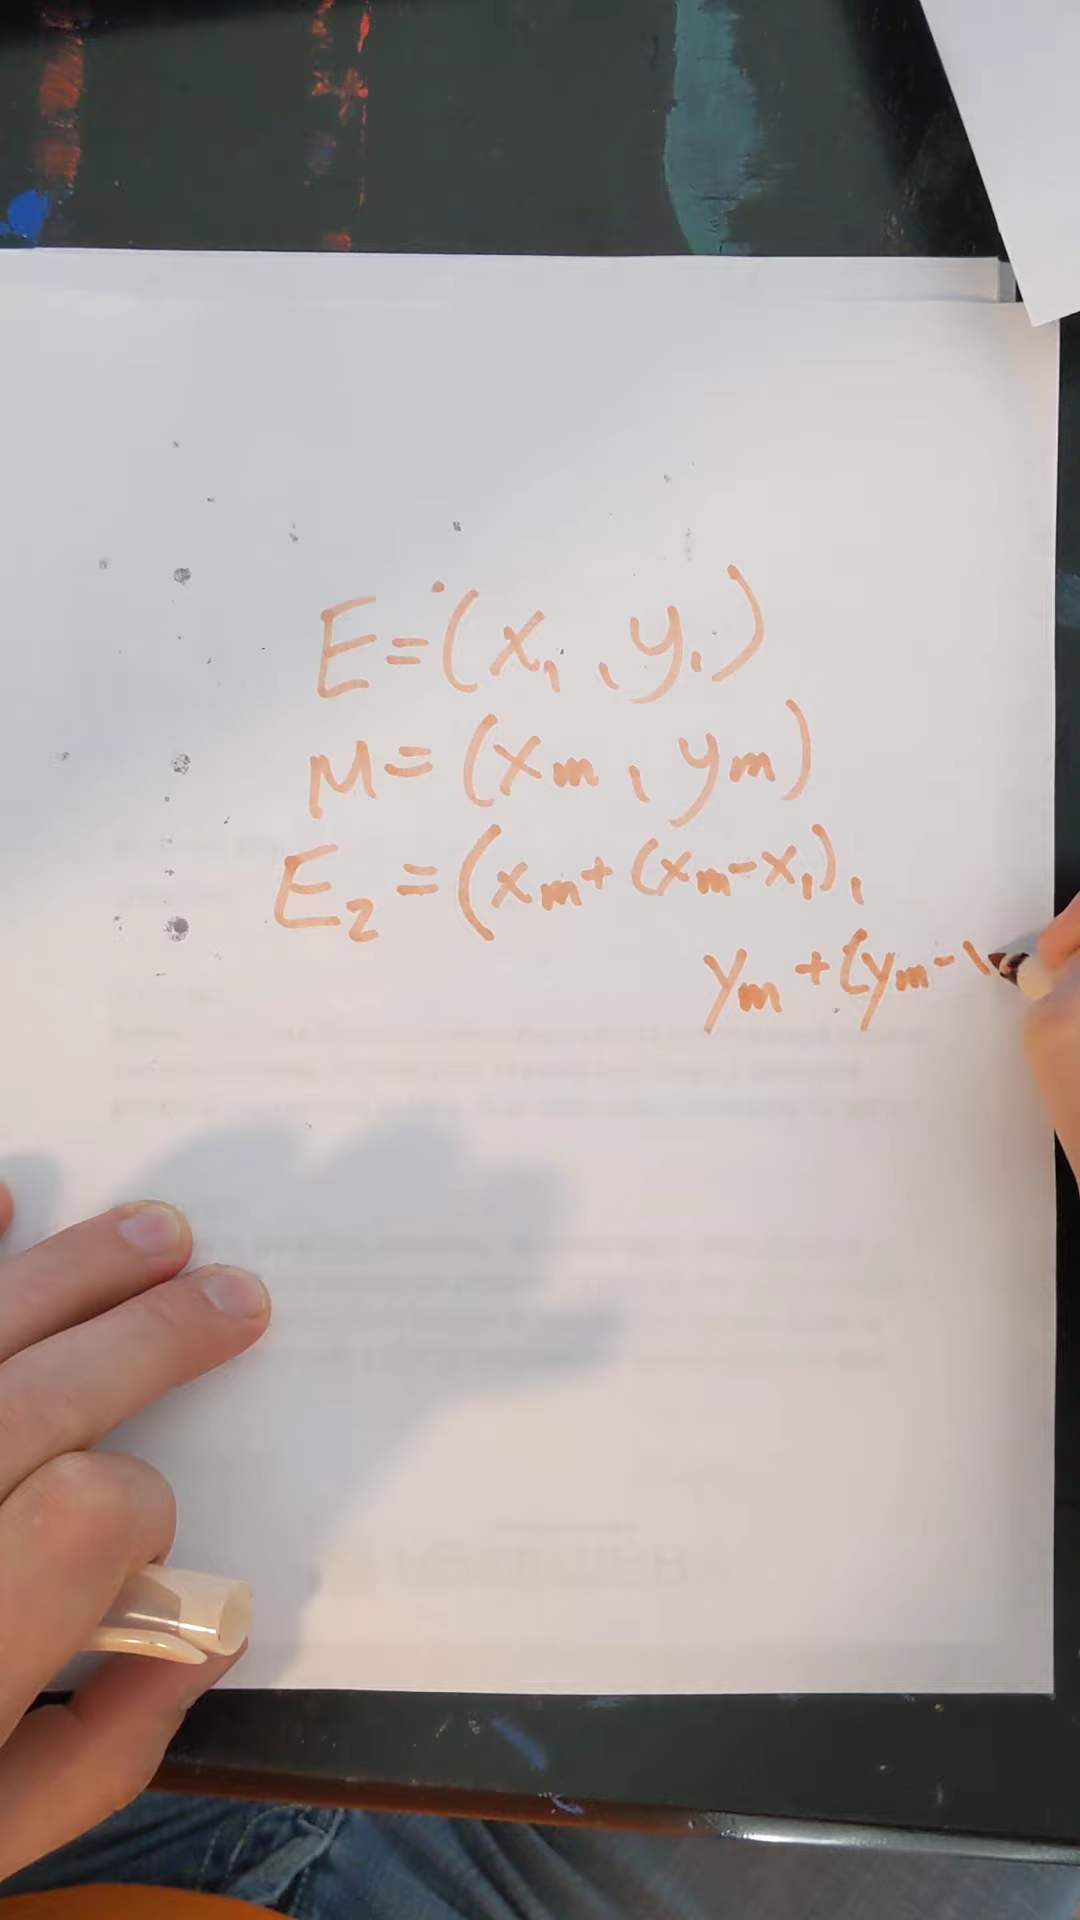 E=(x₁,y₁)
M=(xₘ,yₘ)
E₂=(xₘ+(xₘ-x₁),
yₘ+(yₘ-